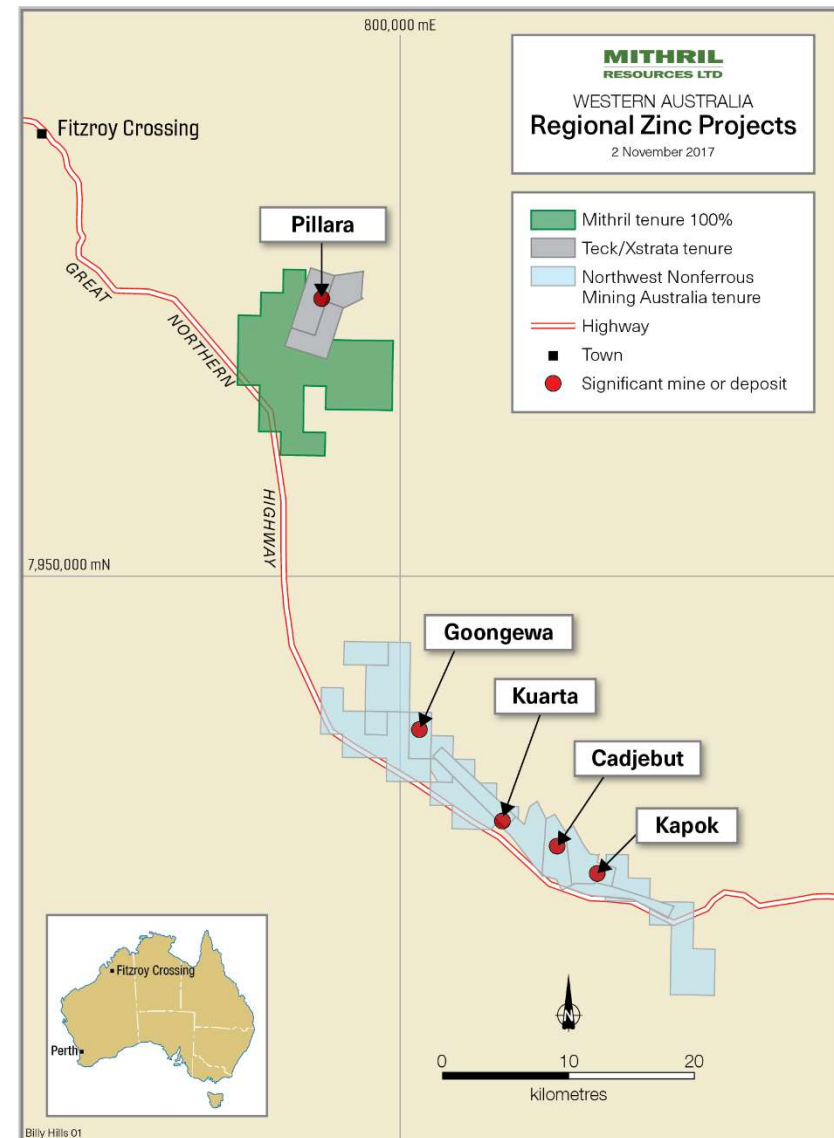 800,000 mE
MITHRIL
RESOURCES LTD
WESTERN AUSTRALIA
Regional Zinc Projects
2 November 2017
Fitzroy Crossing
Pillara
Mithril tenure 100%
Teck/Xstrata tenure
Northwest Nonferrous
Mining Australia tenure
Highway
Town
Significant mine or deposit
GREAT
NORTHERN
HIGHWAY
7,950,000 mN
Goongewa
Kuarta
Cadjebut
Kapok
Fitzroy Crossing
Perth
N
0 10 20
kilometres
Billy Hills 01